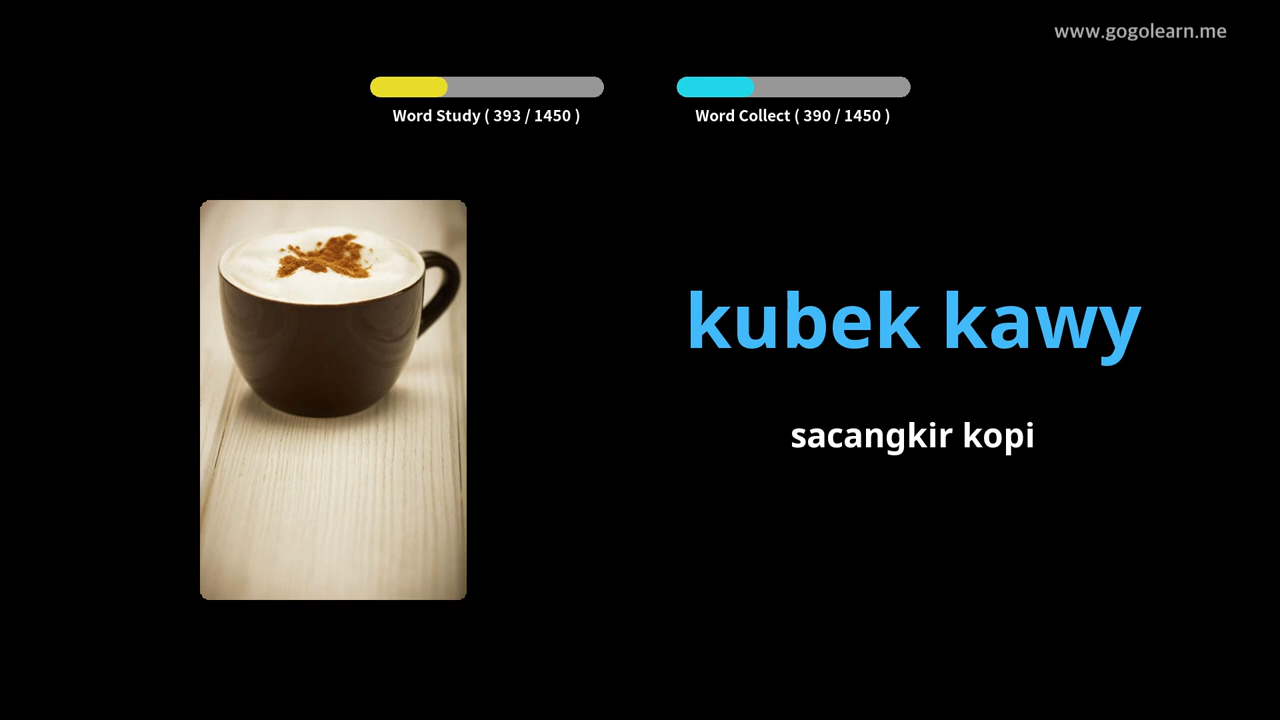 www.gogolearn.me
Word Study ( 393 / 1450 )
Word Collect ( 390 / 1450 )
kubek kawy
sacangkir kopi